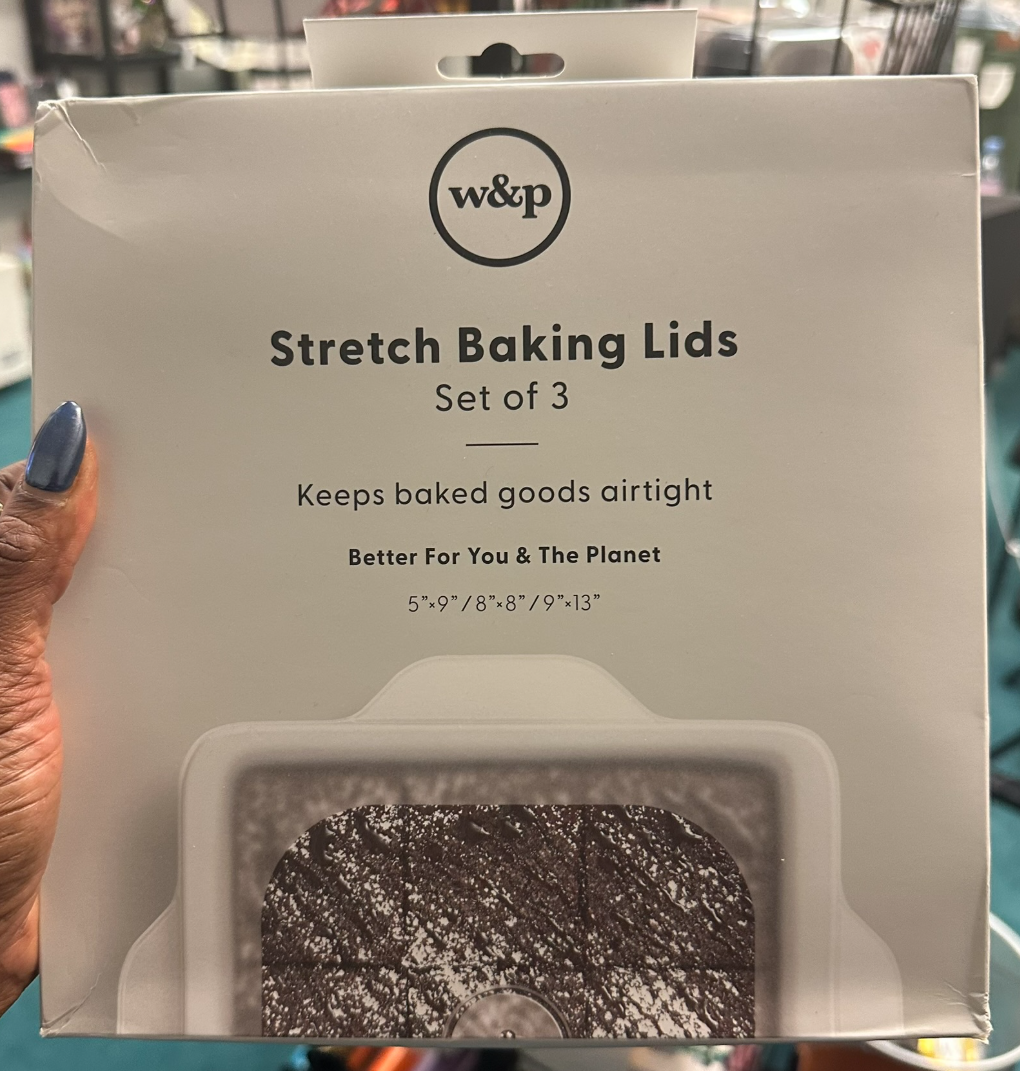 w&p
Stretch Baking Lids
Set of 3
Keeps baked goods airtight
Better For You & The Planet
5”×9”/8”×8”/9”×13”